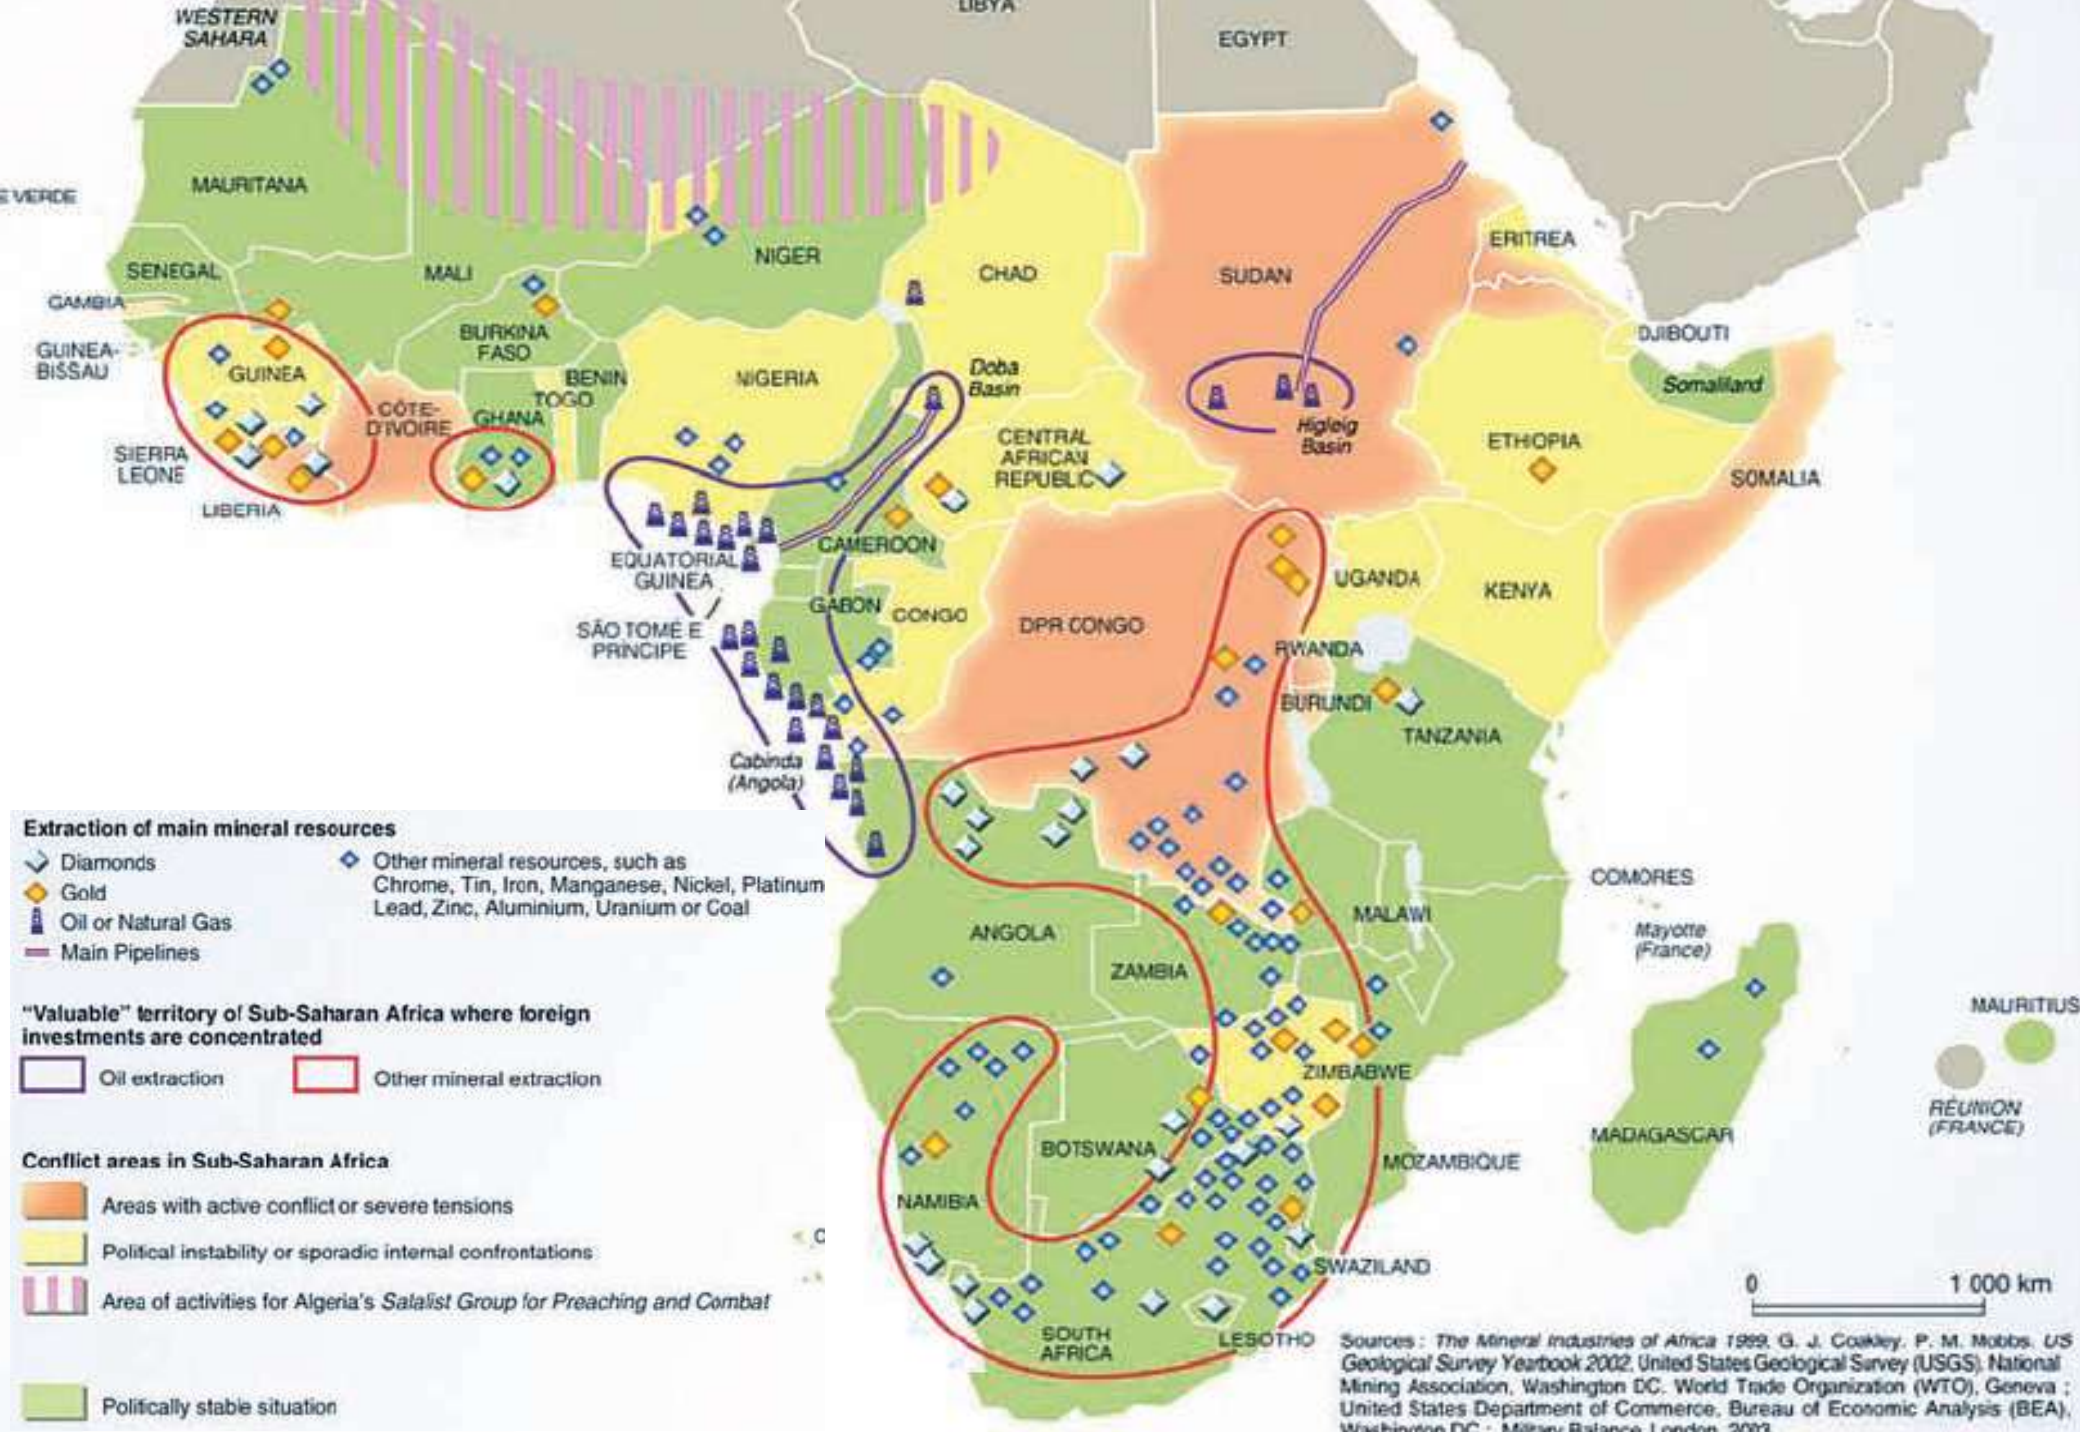 WESTERN
SAHARA
LIBYA
EGYPT
MAURITANA
E VERDE
SENEGAL
MALI
NIGER
CHAD
SUDAN
ERITREA
GAMBIA
GUINEA-
BISSAU
GUINEA
BURKINA
FASO
BENIN
TOGO
GHANA
CÔTE-
D'IVOIRE
NIGERIA
Doba
Basin
DJIBOUTI
Somaliland
SIERRA
LEONE
LIBERIA
CENTRAL
AFRICAN
REPUBLIC
Higleig
Basin
ETHIOPIA
SOMALIA
EQUATORIAL
GUINEA
CAMEROON
SÃO TOMÉ E
PRÍNCIPE
GABON
CONGO
DPR CONGO
UGANDA
KENYA
RWANDA
BURUNDI
TANZANIA
Cabinda
(Angola)
Extraction of main mineral resources
Diamonds
Gold
Oil or Natural Gas
Main Pipelines
Other mineral resources, such as
Chrome, Tin, Iron, Manganese, Nickel, Platinum
Lead, Zinc, Aluminium, Uranium or Coal
"Valuable" territory of Sub-Saharan Africa where foreign
investments are concentrated
Oil extraction
Other mineral extraction
Conflict areas in Sub-Saharan Africa
Areas with active conflict or severe tensions
Political instability or sporadic internal confrontations
Area of activities for Algeria's Salalist Group for Preaching and Combat
Politically stable situation
ANGOLA
ZAMBIA
MALAWI
COMORES
Mayotte
(France)
MAURITIUS
ZIMBABWE
RÉUNION
(FRANCE)
MADAGASCAR
BOTSWANA
MOZAMBIQUE
NAMIBIA
SWAZILAND
SOUTH
AFRICA
LESOTHO
0 1 000 km
Sources : The Mineral Industries of Africa 1999, G. J. Coakley, P. M. Mobbs, US
Geological Survey Yearbook 2002, United States Geological Survey (USGS), National
Mining Association, Washington DC, World Trade Organization (WTO), Geneva ;
United States Department of Commerce, Bureau of Economic Analysis (BEA),
Washington DC ; Military Balance, London, 2003